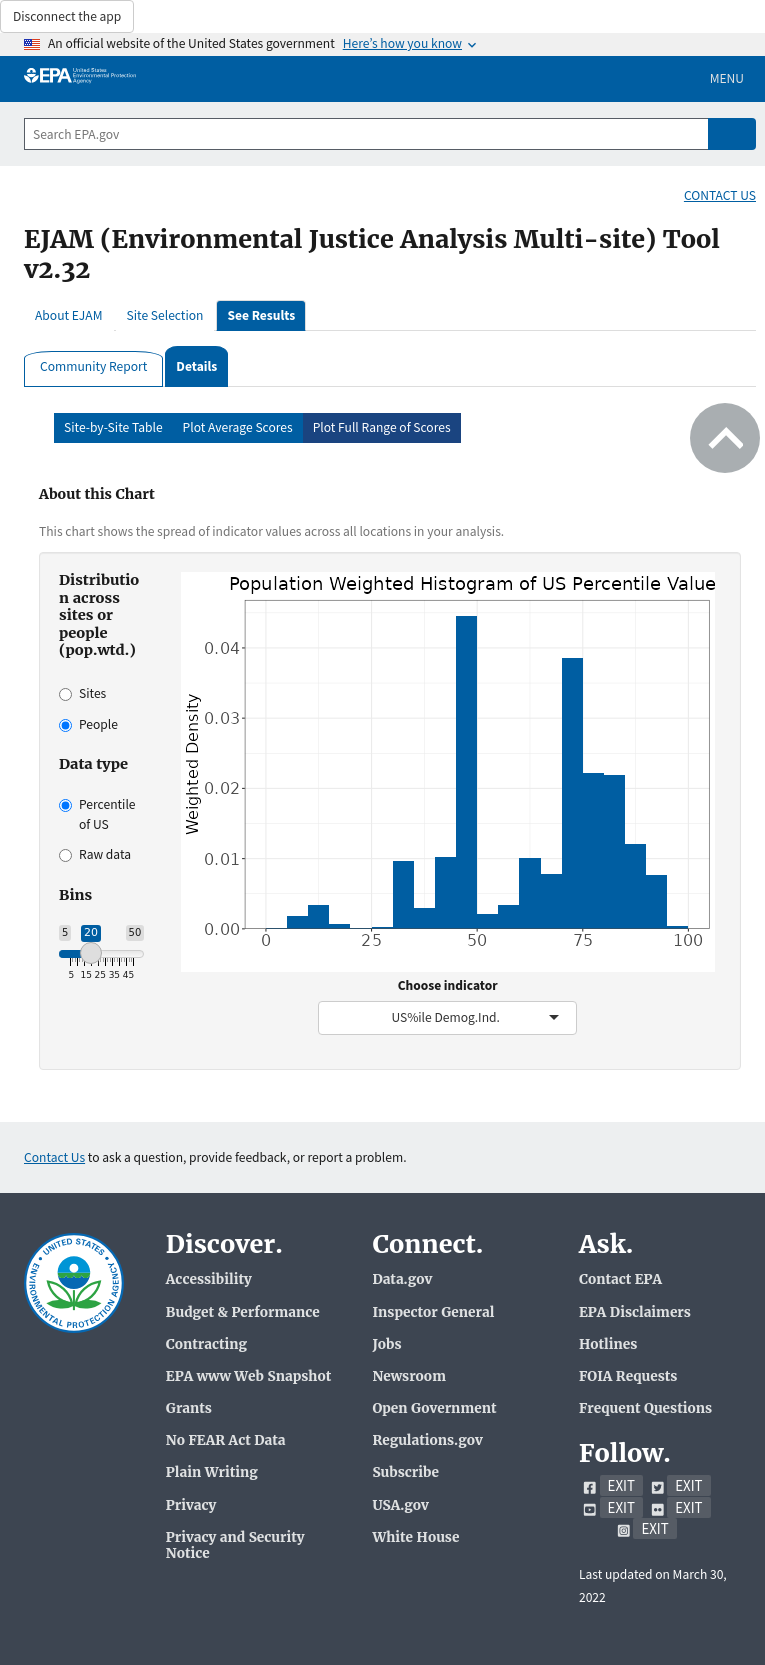 Disconnect the app
An official website of the United States government Here's how you know
EPA United States Environmental Protection Agency
MENU
Search EPA.gov
CONTACT US
EJAM (Environmental Justice Analysis Multi-site) Tool
v2.32
About EJAM Site Selection See Results
Community Report Details
Site-by-Site Table Plot Average Scores Plot Full Range of Scores
About this Chart
This chart shows the spread of indicator values across all locations in your analysis.
Distributio
n across
sites or
people
(pop.wtd.)
Sites
People
Data type
Percentile
of US
Raw data
Bins
5 20 50
5 15 25 35 45
Population Weighted Histogram of US Percentile Value
Weighted Density
0.04
0.03
0.02
0.01
0.00
0 25 50 75 100
Choose indicator
US%ile Demog.Ind.
Contact Us to ask a question, provide feedback, or report a problem.
UNITED STATES ENVIRONMENTAL PROTECTION AGENCY
Discover.
Accessibility
Budget & Performance
Contracting
EPA www Web Snapshot
Grants
No FEAR Act Data
Plain Writing
Privacy
Privacy and Security
Notice
Connect.
Data.gov
Inspector General
Jobs
Newsroom
Open Government
Regulations.gov
Subscribe
USA.gov
White House
Ask.
Contact EPA
EPA Disclaimers
Hotlines
FOIA Requests
Frequent Questions
Follow.
EXIT EXIT
EXIT EXIT
EXIT
Last updated on March 30,
2022